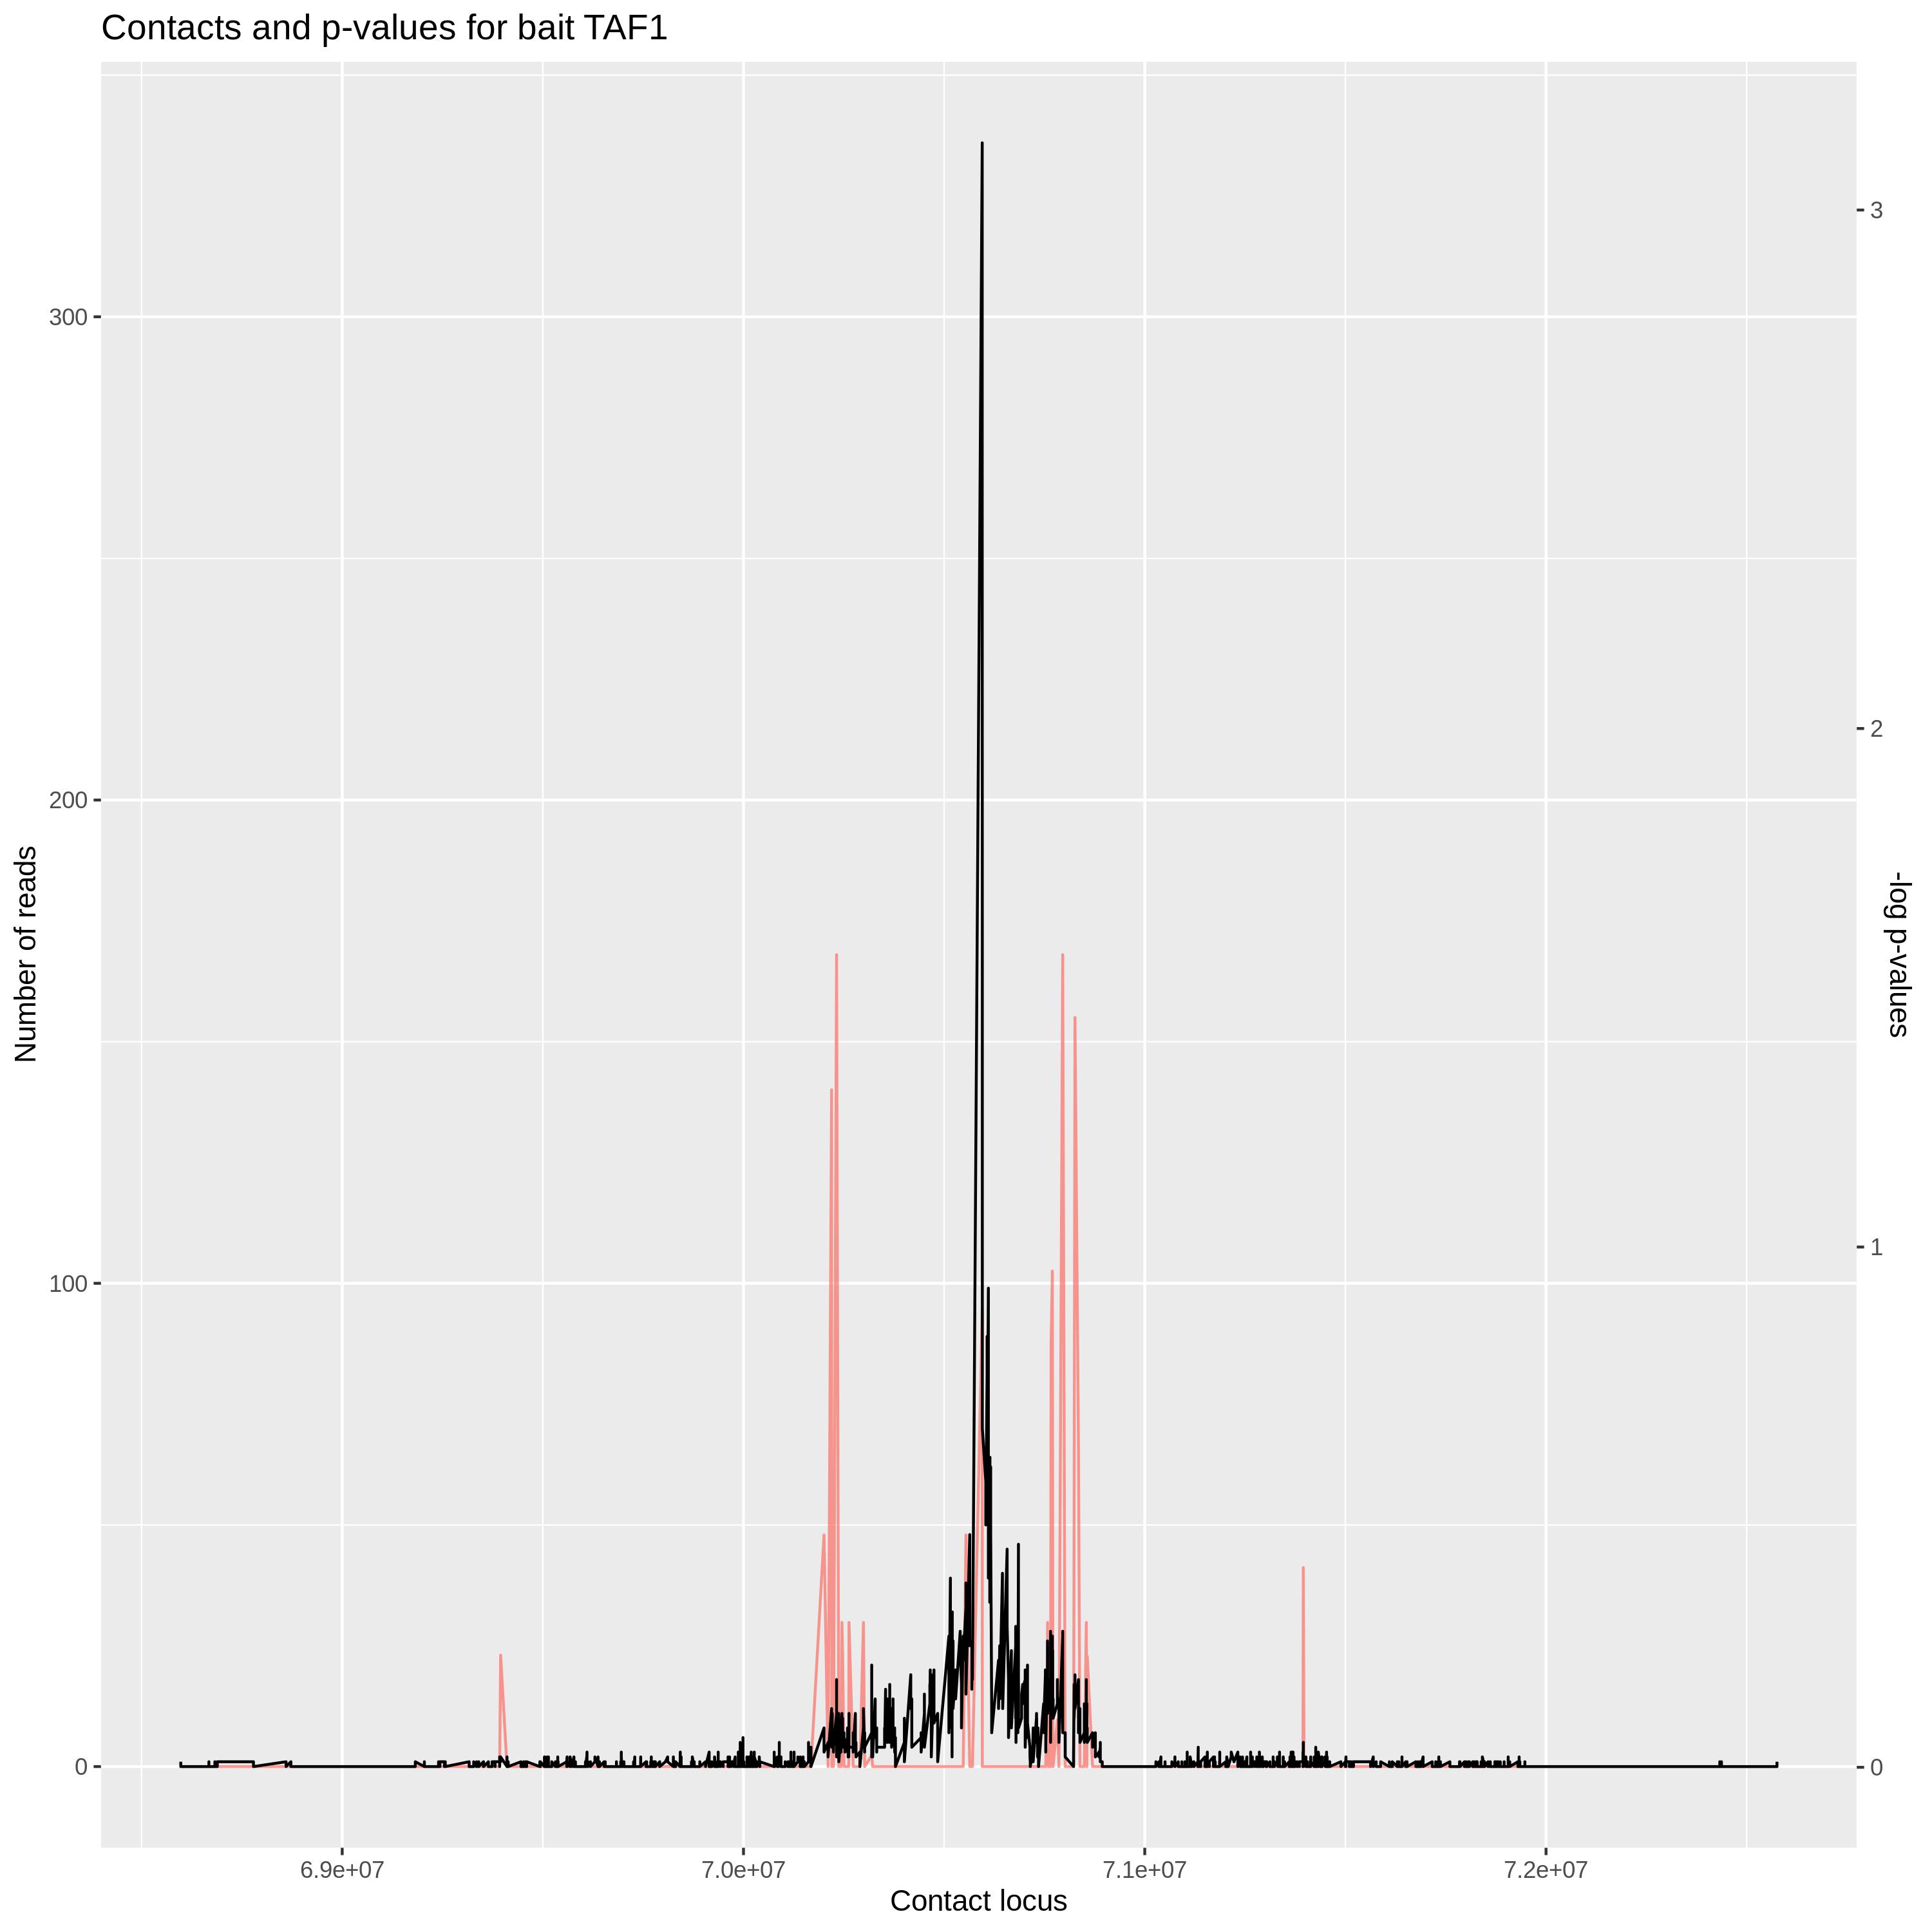 Contacts and p-values for bait TAF1
300
200
100
0
Number of reads
3
2
1
0
-log p-values
6.9e+07
7.0e+07
7.1e+07
7.2e+07
Contact locus